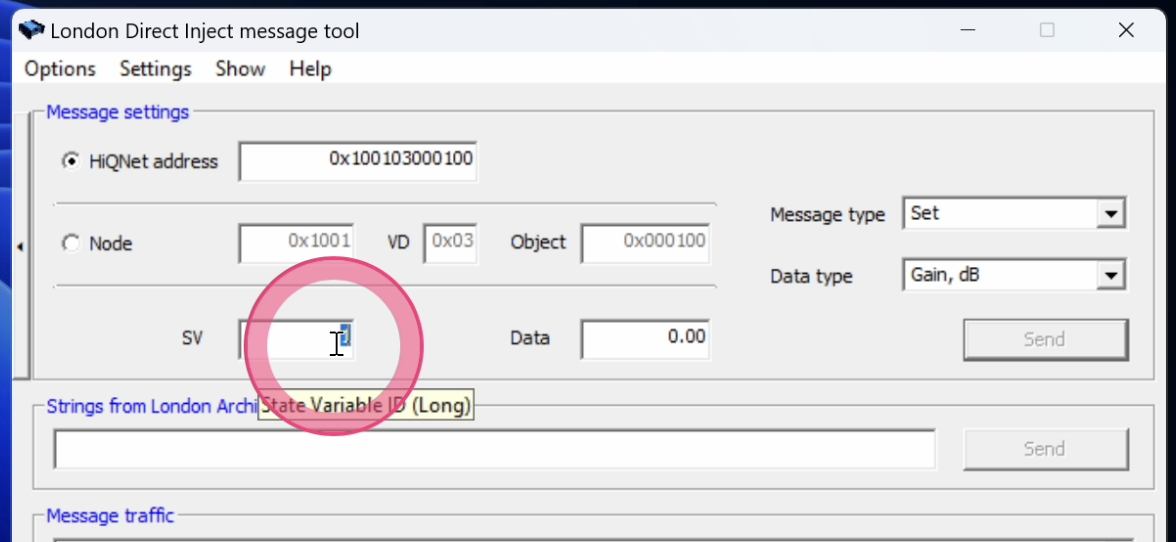 London Direct Inject message tool
Options Settings Show Help
Message settings
HiQNet address 0x100103000100
Message type Set
Node 0x1001 VD 0x03 Object 0x000100
Data type Gain, dB
SV Data 0.00 Send
Strings from London Archi
State Variable ID (Long)
Send
Message traffic